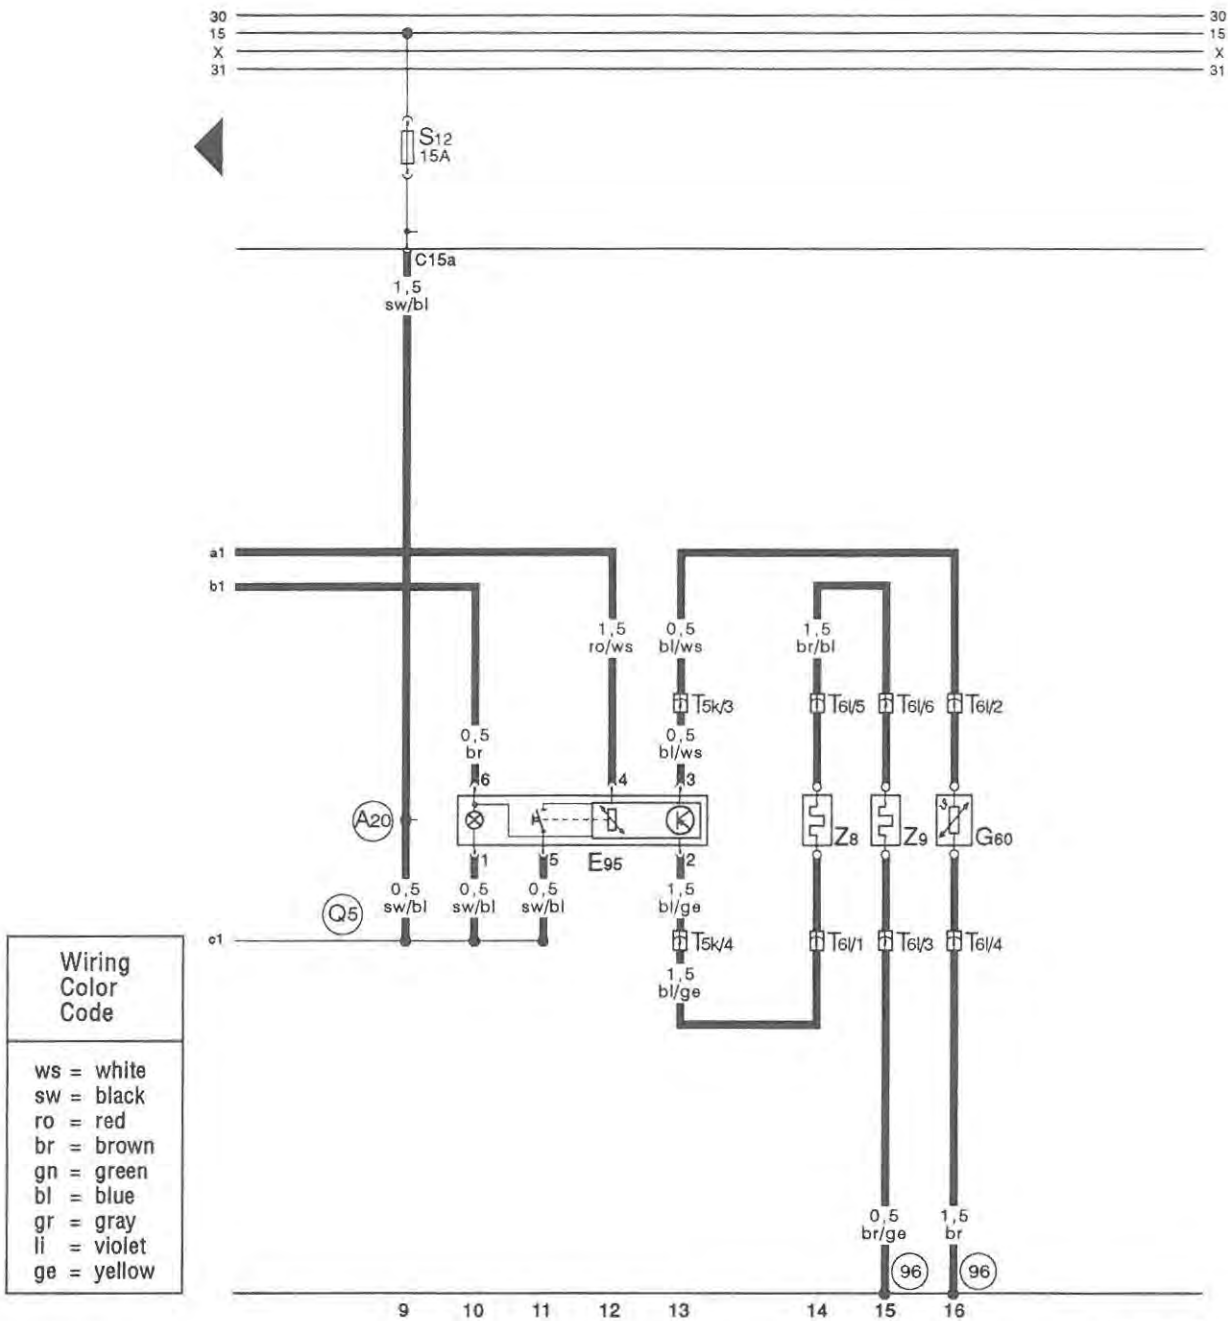 30 30
15 15
X X
31 31
S12
15A
C15a
1,5
sw/bl
a1
b1
1,5 0,5 1,5
ro/ws bl/ws br/bl
T5k/3 T6l/5 T6l/6 T6l/2
0,5 0,5
br bl/ws
6 4 3
A20 Z8 Z9 G60
1 5 E95 2
0,5 0,5 0,5 1,5
sw/bl sw/bl sw/bl bl/ge
Q5
c1 T5k/4 T6l/1 T6l/3 T6l/4
1,5
bl/ge
Wiring
Color
Code
ws = white
sw = black
ro = red
br = brown
gn = green
bl = blue
gr = gray
li = violet
ge = yellow
0,5 1,5
br/ge br
96 96
9 10 11 12 13 14 15 16